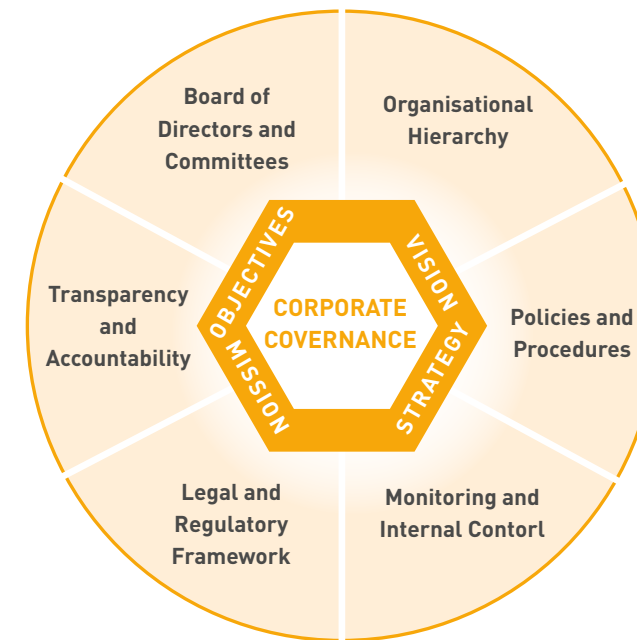 Board of
Directors and
Committees
Organisational
Hierarchy
OBJECTIVES
VISION
Transparency
and
Accountability
CORPORATE
COVERNANCE
Policies and
Procedures
MISSION
STRATEGY
Legal and
Regulatory
Framework
Monitoring and
Internal Contorl